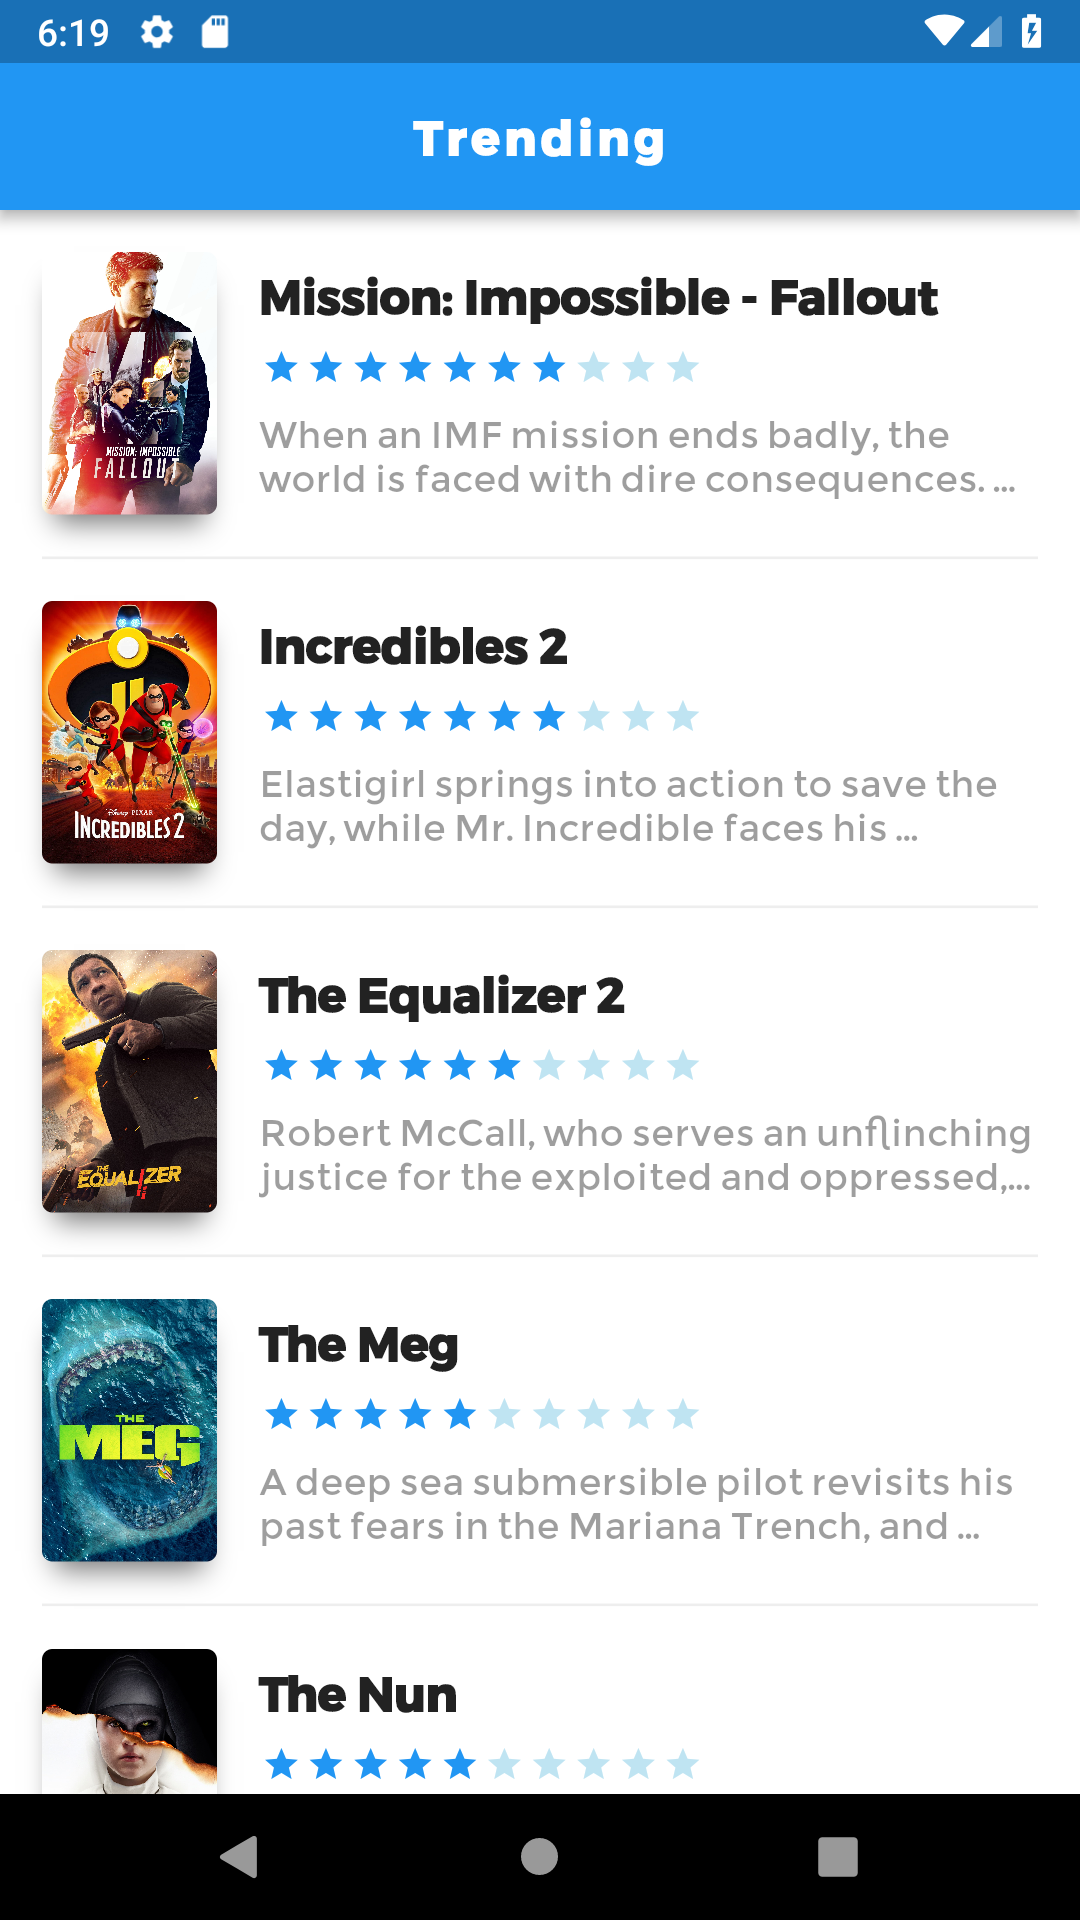 6:19
Trending
Mission: Impossible - Fallout
MISSION: IMPOSSIBLE
FALLOUT
When an IMF mission ends badly, the
world is faced with dire consequences. ...
Incredibles 2
Disney PIXAR
INCREDIBLES 2
Elastigirl springs into action to save the
day, while Mr. Incredible faces his ...
The Equalizer 2
THE
EQUALIZER
Robert McCall, who serves an unflinching
justice for the exploited and oppressed,...
The Meg
THE
MEG
A deep sea submersible pilot revisits his
past fears in the Mariana Trench, and ...
The Nun